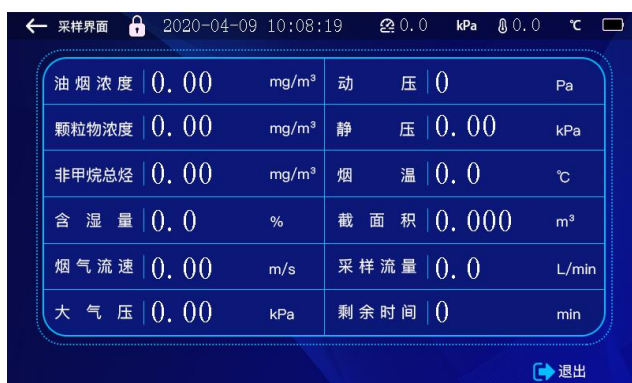 采样界面 2020-04-09 10:08:19 0.0 kPa 0.0 ℃
油烟浓度 0.00 mg/m³ 动压 0 Pa
颗粒物浓度 0.00 mg/m³ 静压 0.00 kPa
非甲烷总烃 0.00 mg/m³ 烟温 0.0 ℃
含湿量 0.0 % 截面积 0.000 m³
烟气流速 0.00 m/s 采样流量 0.0 L/min
大气压 0.00 kPa 剩余时间 0 min
退出